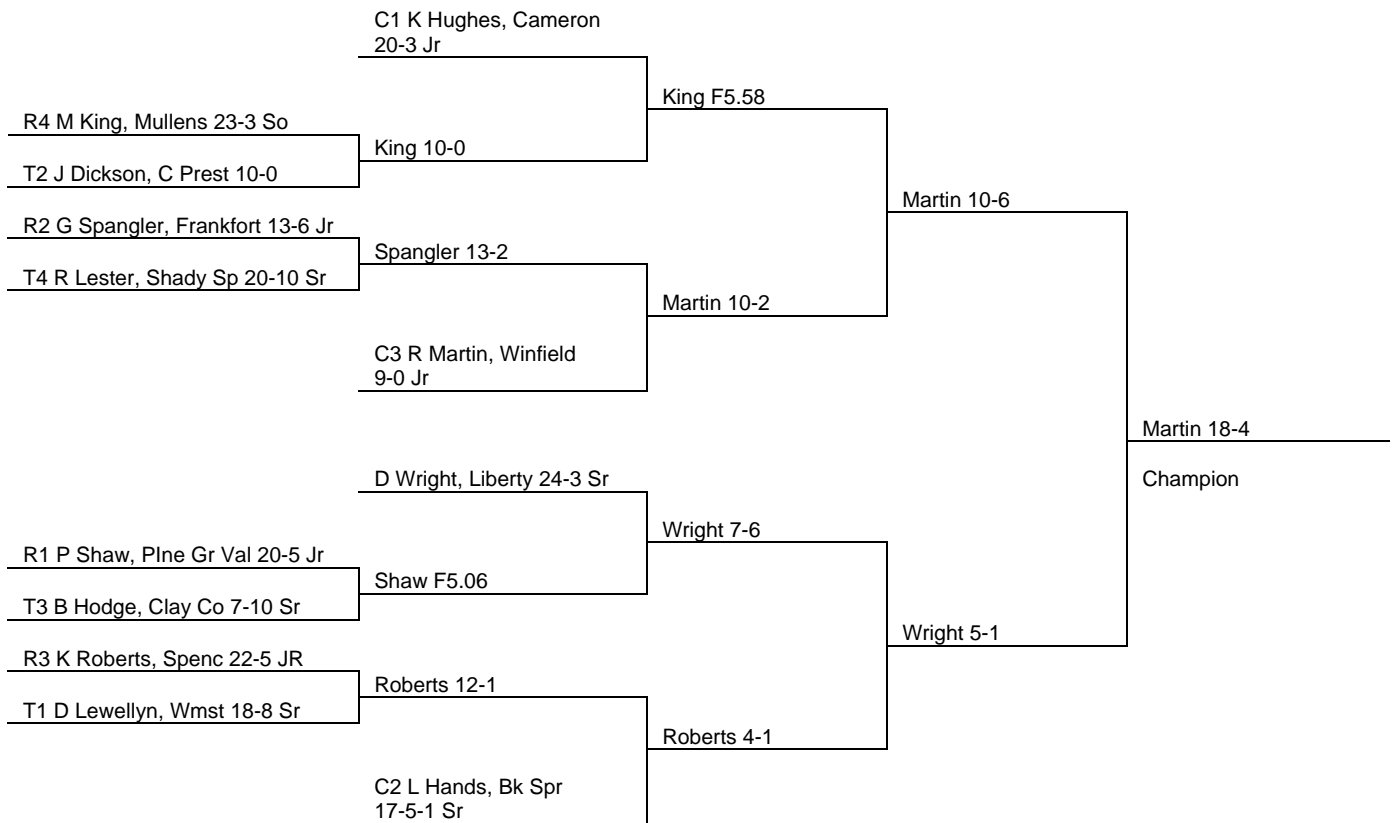 C1 K Hughes, Cameron
20-3 Jr
King F5.58
R4 M King, Mullens 23-3 So
King 10-0
T2 J Dickson, C Prest 10-0
Martin 10-6
R2 G Spangler, Frankfort 13-6 Jr
Spangler 13-2
T4 R Lester, Shady Sp 20-10 Sr
Martin 10-2
C3 R Martin, Winfield
9-0 Jr
Martin 18-4
D Wright, Liberty 24-3 Sr
Champion
Wright 7-6
R1 P Shaw, PIne Gr Val 20-5 Jr
Shaw F5.06
T3 B Hodge, Clay Co 7-10 Sr
Wright 5-1
R3 K Roberts, Spenc 22-5 JR
Roberts 12-1
T1 D Lewellyn, Wmst 18-8 Sr
Roberts 4-1
C2 L Hands, Bk Spr
17-5-1 Sr